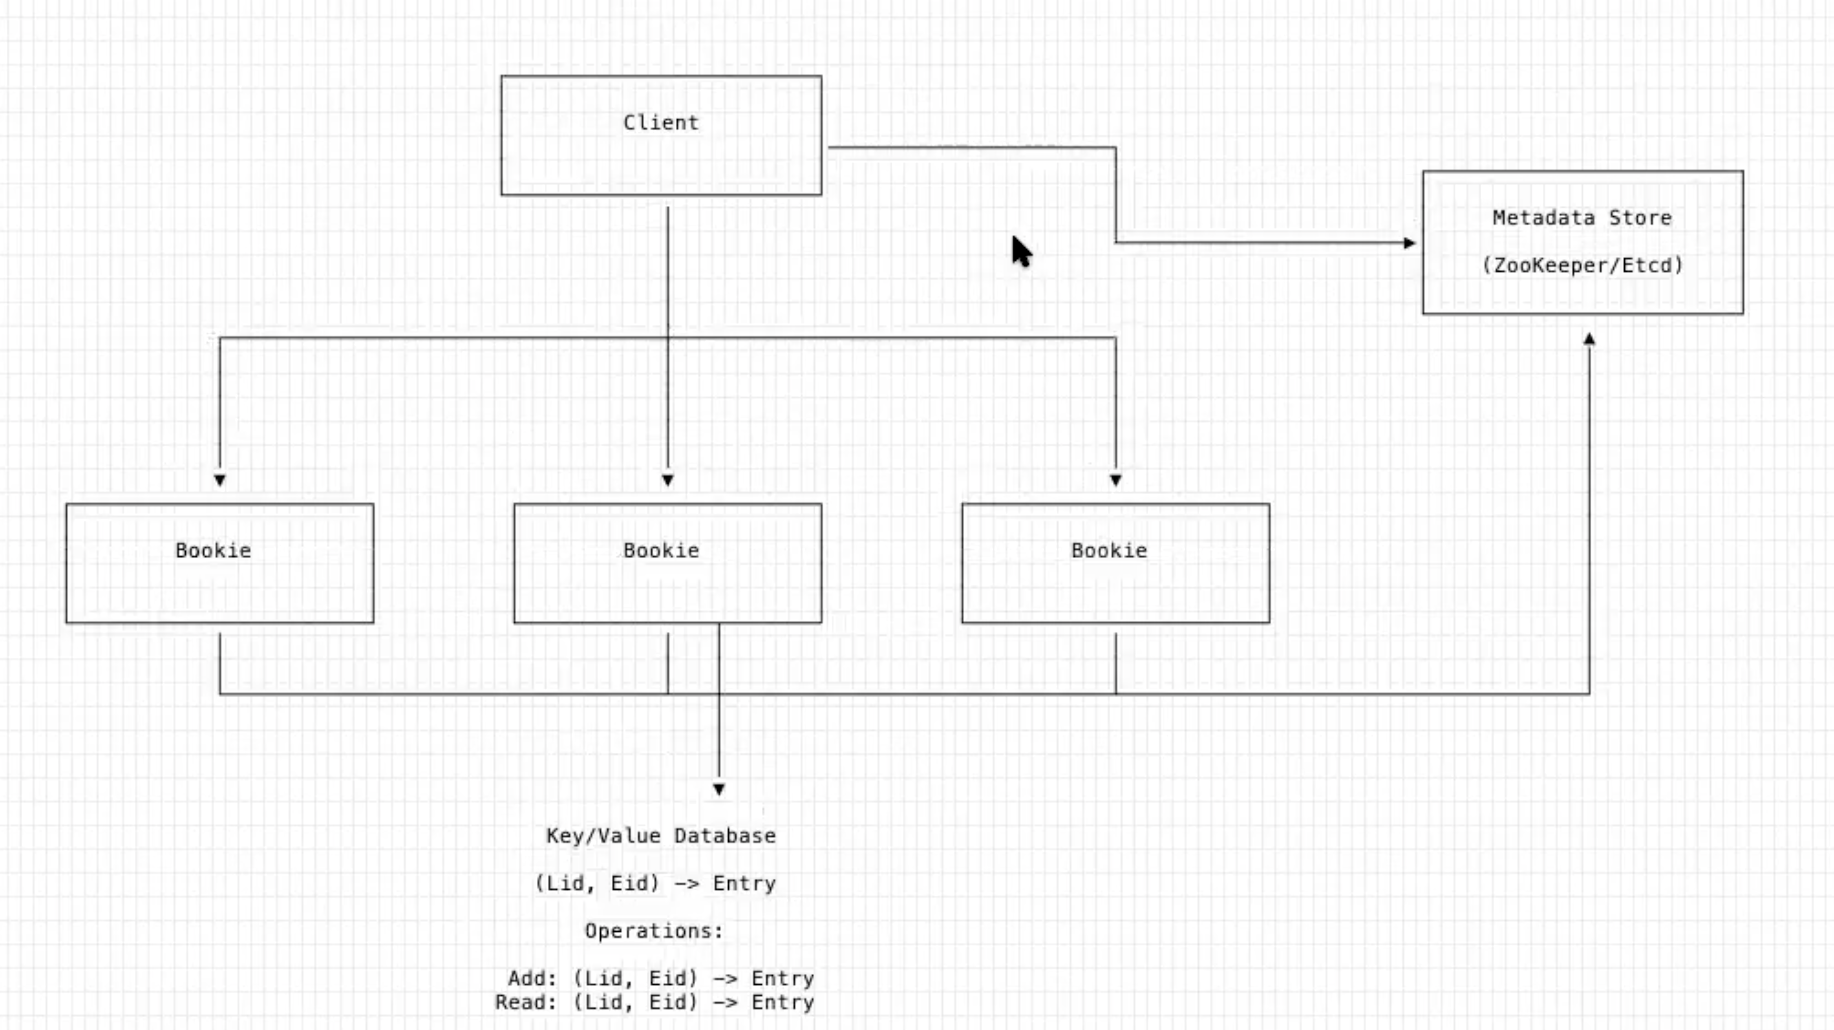 Client
Metadata Store
(ZooKeeper/Etcd)
Bookie
Bookie
Bookie
Key/Value Database
(Lid, Eid) -> Entry
Operations:
Add: (Lid, Eid) -> Entry
Read: (Lid, Eid) -> Entry